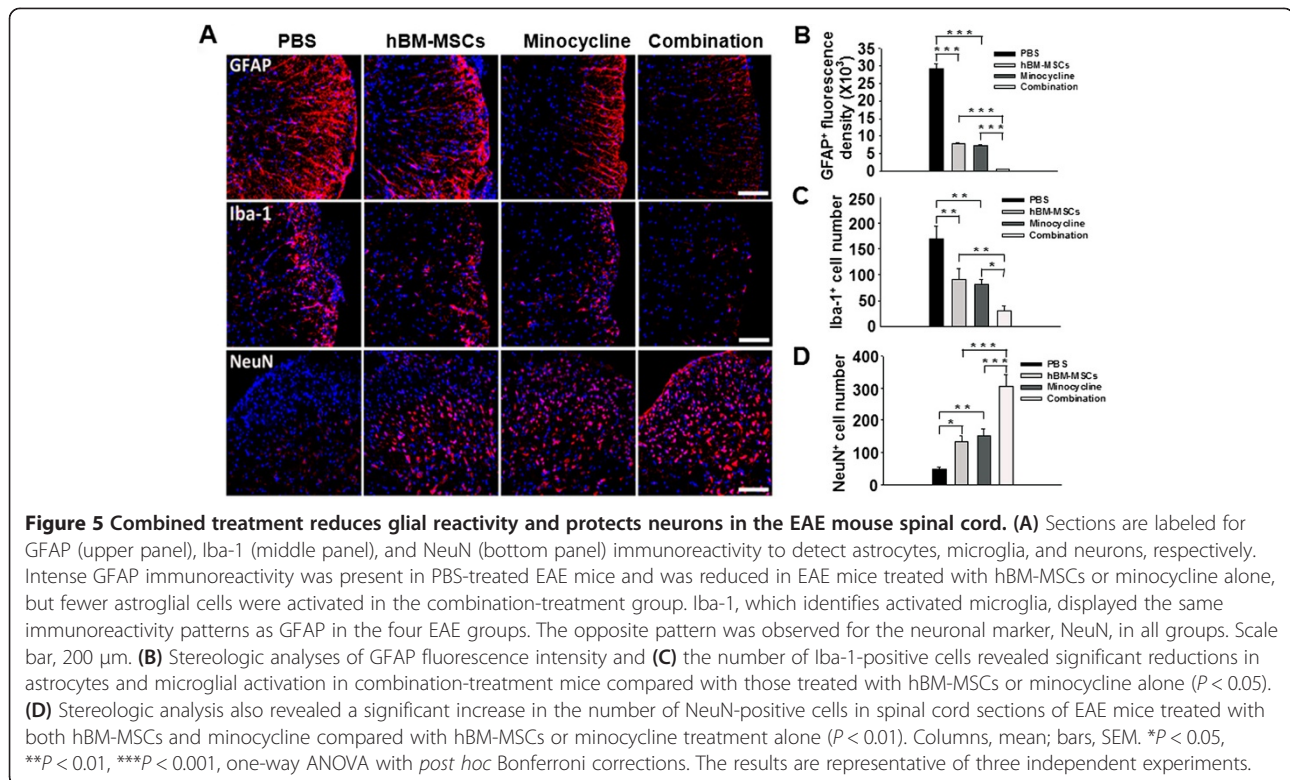 A
PBS hBM-MSCs Minocycline Combination
GFAP
Iba-1
NeuN
B
GFAP⁺ fluorescence
density (X10³)
35
30
25
20
15
10
5
0
* * *
* * *
* * *
* * *
PBS
hBM-MSCs
Minocycline
Combination
C
Iba-1⁺ cell number
250
200
150
100
50
0
* *
* *
* *
*
PBS
hBM-MSCs
Minocycline
Combination
D
NeuN⁺ cell number
400
300
200
100
0
* * *
* * *
* *
*
PBS
hBM-MSCs
Minocycline
Combination
Figure 5 Combined treatment reduces glial reactivity and protects neurons in the EAE mouse spinal cord. (A) Sections are labeled for
GFAP (upper panel), Iba-1 (middle panel), and NeuN (bottom panel) immunoreactivity to detect astrocytes, microglia, and neurons, respectively.
Intense GFAP immunoreactivity was present in PBS-treated EAE mice and was reduced in EAE mice treated with hBM-MSCs or minocycline alone,
but fewer astroglial cells were activated in the combination-treatment group. Iba-1, which identifies activated microglia, displayed the same
immunoreactivity patterns as GFAP in the four EAE groups. The opposite pattern was observed for the neuronal marker, NeuN, in all groups. Scale
bar, 200 μm. (B) Stereologic analyses of GFAP fluorescence intensity and (C) the number of Iba-1-positive cells revealed significant reductions in
astrocytes and microglial activation in combination-treatment mice compared with those treated with hBM-MSCs or minocycline alone (P < 0.05).
(D) Stereologic analysis also revealed a significant increase in the number of NeuN-positive cells in spinal cord sections of EAE mice treated with
both hBM-MSCs and minocycline compared with hBM-MSCs or minocycline treatment alone (P < 0.01). Columns, mean; bars, SEM. *P < 0.05,
**P < 0.01, ***P < 0.001, one-way ANOVA with post hoc Bonferroni corrections. The results are representative of three independent experiments.